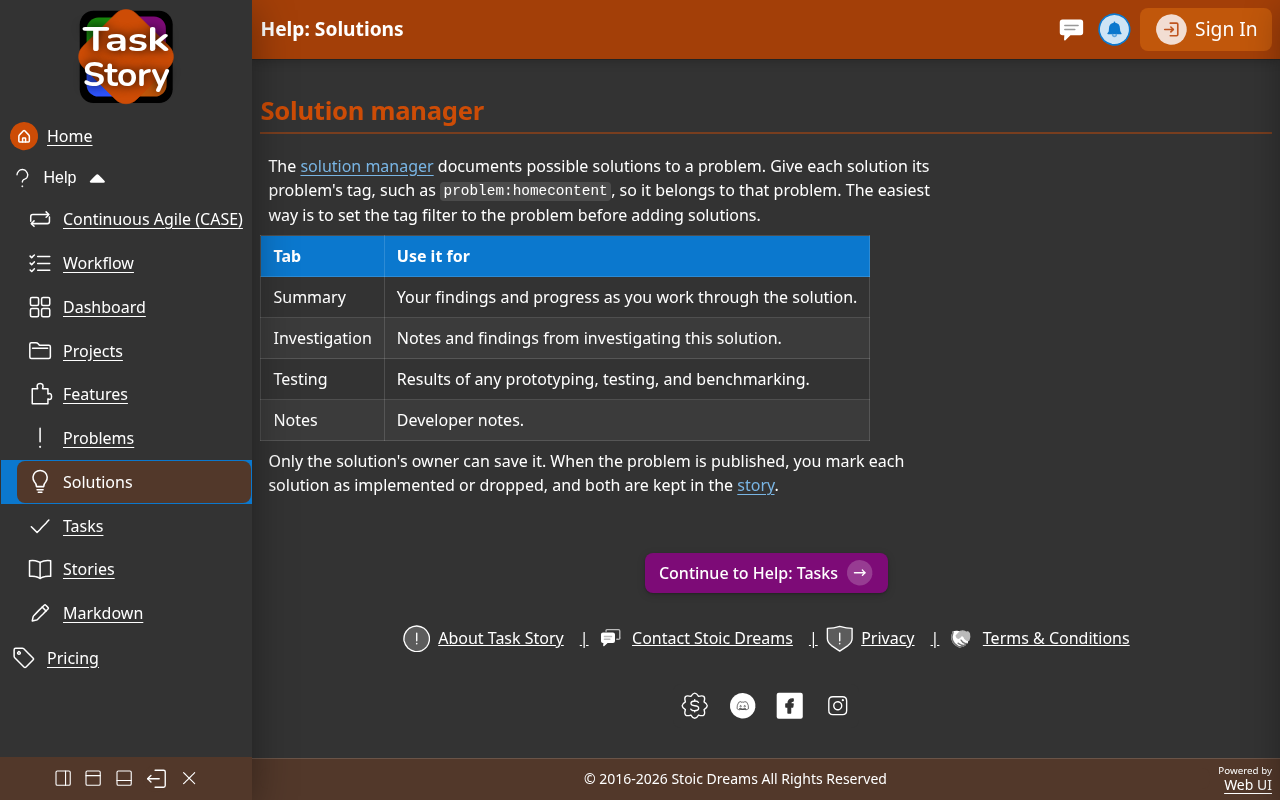 Task
Story
Home
Help
Continuous Agile (CASE)
Workflow
Dashboard
Projects
Features
Problems
Solutions
Tasks
Stories
Markdown
Pricing
Help: Solutions
Sign In
Solution manager
The solution manager documents possible solutions to a problem. Give each solution its
problem's tag, such as problem:homecontent, so it belongs to that problem. The easiest
way is to set the tag filter to the problem before adding solutions.
Tab Use it for
Summary Your findings and progress as you work through the solution.
Investigation Notes and findings from investigating this solution.
Testing Results of any prototyping, testing, and benchmarking.
Notes Developer notes.
Only the solution's owner can save it. When the problem is published, you mark each
solution as implemented or dropped, and both are kept in the story.
Continue to Help: Tasks
About Task Story | Contact Stoic Dreams | Privacy | Terms & Conditions
© 2016-2026 Stoic Dreams All Rights Reserved
Powered by
Web UI